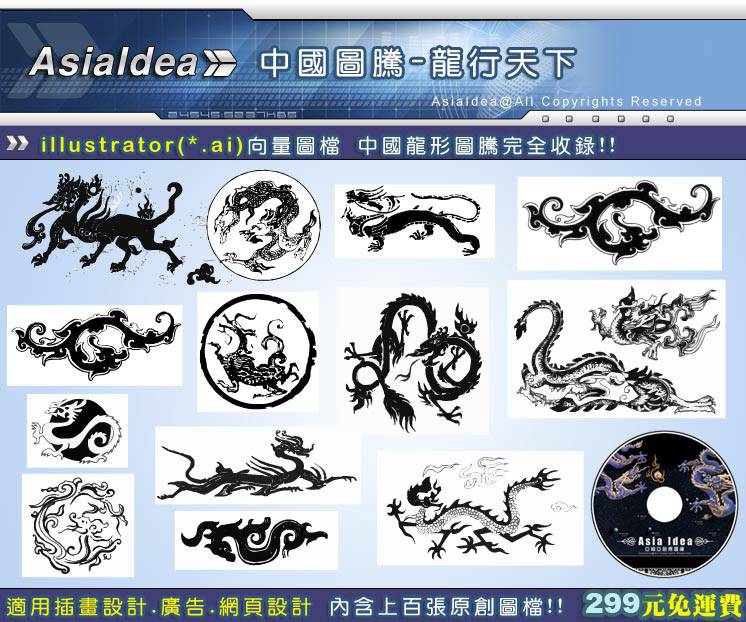 AsiaIdea 中國圖騰-龍行天下
AsiaIdea@All Copyrights Reserved
illustrator(*.ai)向量圖檔 中國龍形圖騰完全收錄!!
Asia Idea
適用插畫設計.廣告.網頁設計 內含上百張原創圖檔!! 299元免運費